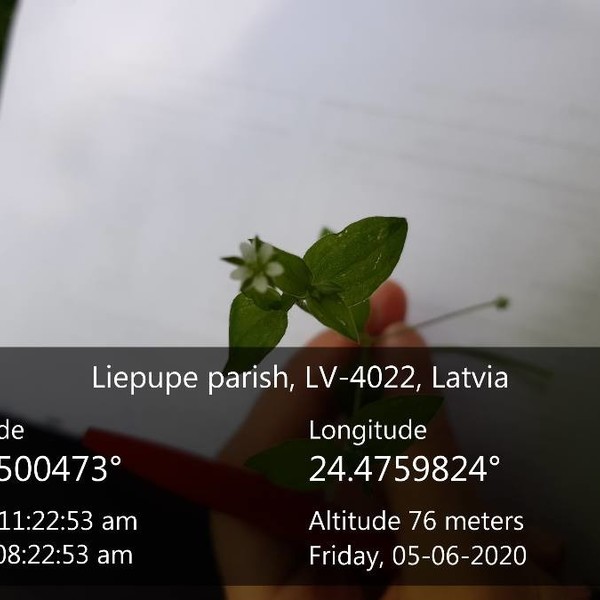 Liepupe parish, LV-4022, Latvia
de Longitude
500473° 24.4759824°
11:22:53 am Altitude 76 meters
08:22:53 am Friday, 05-06-2020